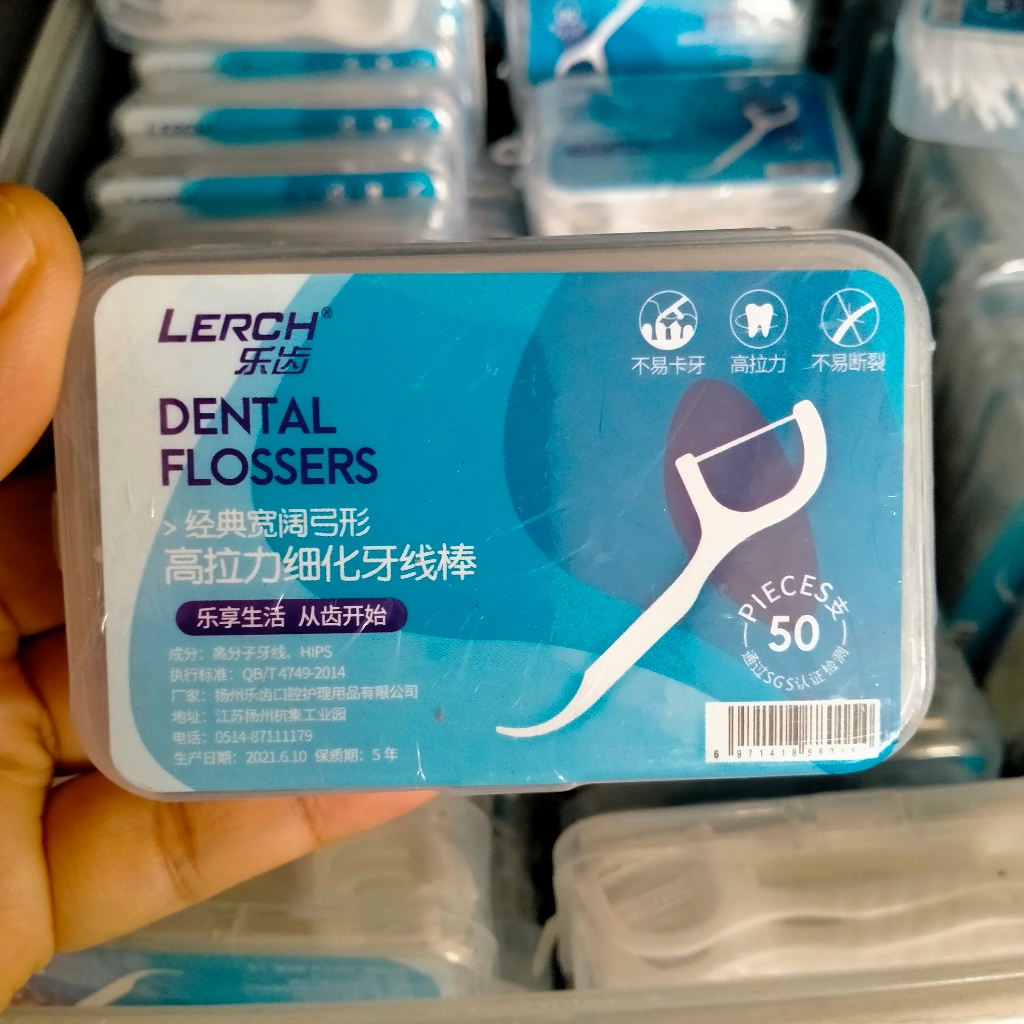 LERCH®
乐齿
DENTAL
FLOSSERS
> 经典宽阔弓形
高拉力细化牙线棒
乐享生活 从齿开始
成分：高分子牙线、HIPS
执行标准：QB/T 4749-2014
厂家：扬州乐齿口腔护理用品有限公司
地址：江苏扬州杭集工业园
电话：0514-87111179
生产日期：2021.6.10 保质期：5 年
不易卡牙 高拉力 不易断裂
PIECES支
50
通过SGS认证检测
LERCH